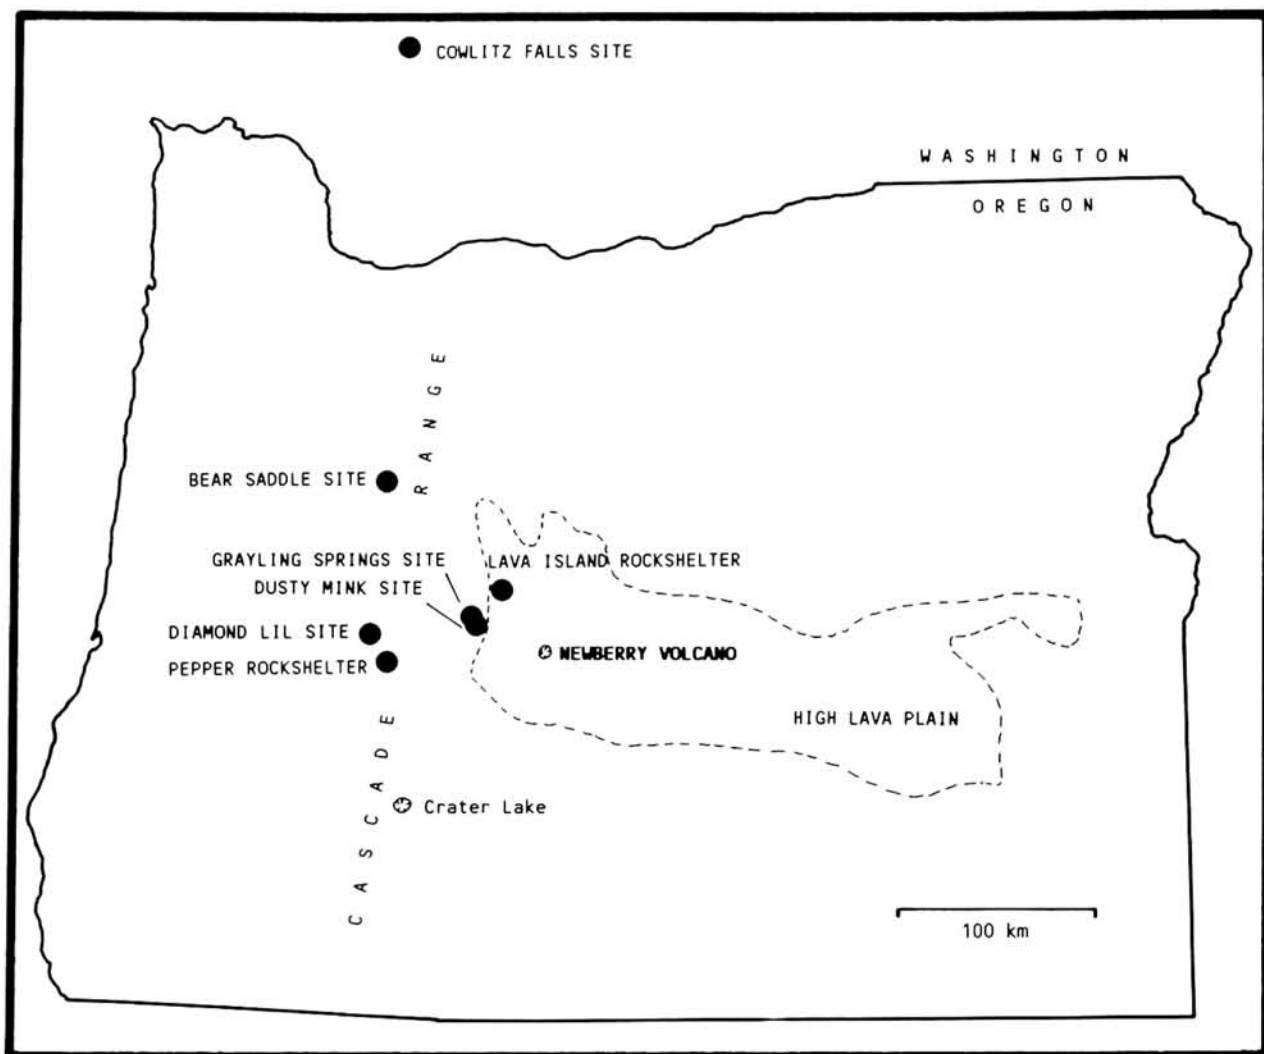 COWLITZ FALLS SITE
WASHINGTON
OREGON
RANGE
BEAR SADDLE SITE
GRAYLING SPRINGS SITE
LAVA ISLAND ROCKSHELTER
DUSTY MINK SITE
DIAMOND LIL SITE
NEWBERRY VOLCANO
PEPPER ROCKSHELTER
HIGH LAVA PLAIN
CASCADE
Crater Lake
100 km